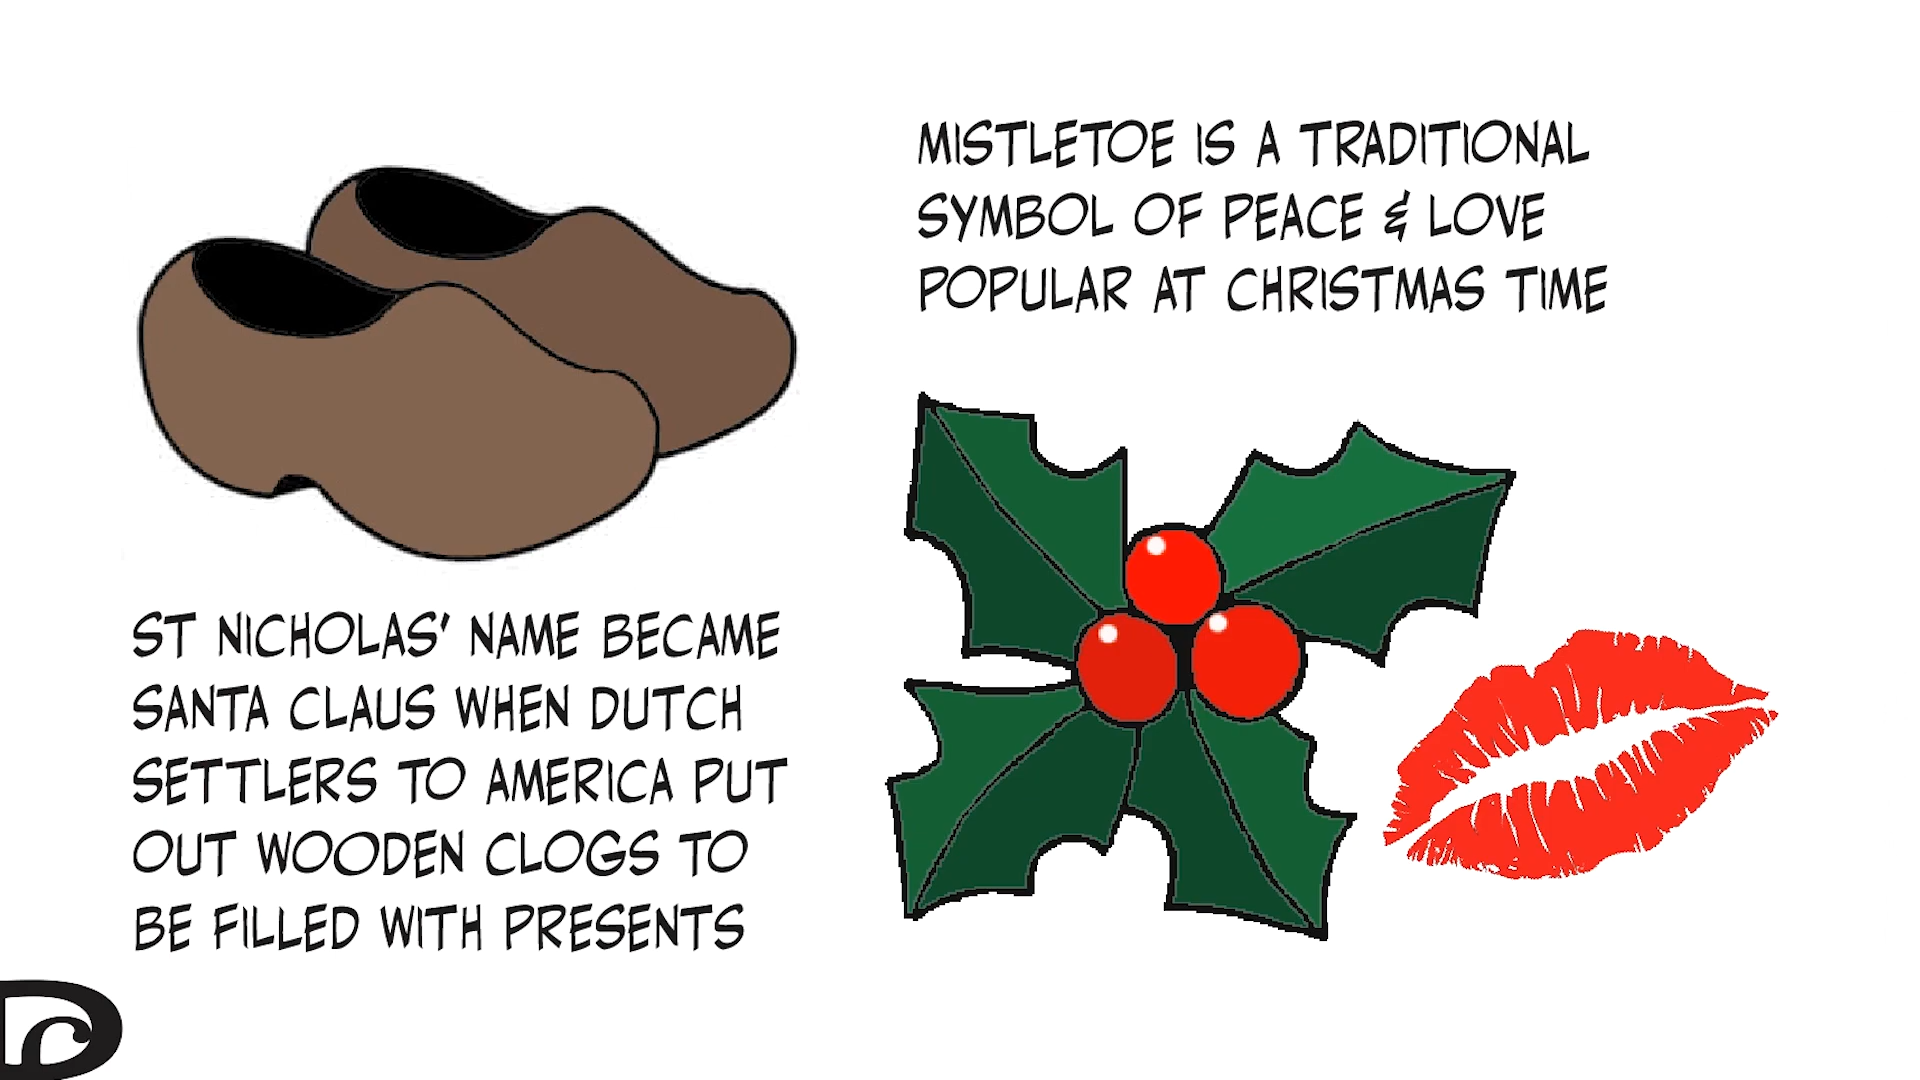 ST NICHOLAS' NAME BECAME
SANTA CLAUS WHEN DUTCH
SETTLERS TO AMERICA PUT
OUT WOODEN CLOGS TO
BE FILLED WITH PRESENTS
MISTLETOE IS A TRADITIONAL
SYMBOL OF PEACE & LOVE
POPULAR AT CHRISTMAS TIME
Dr